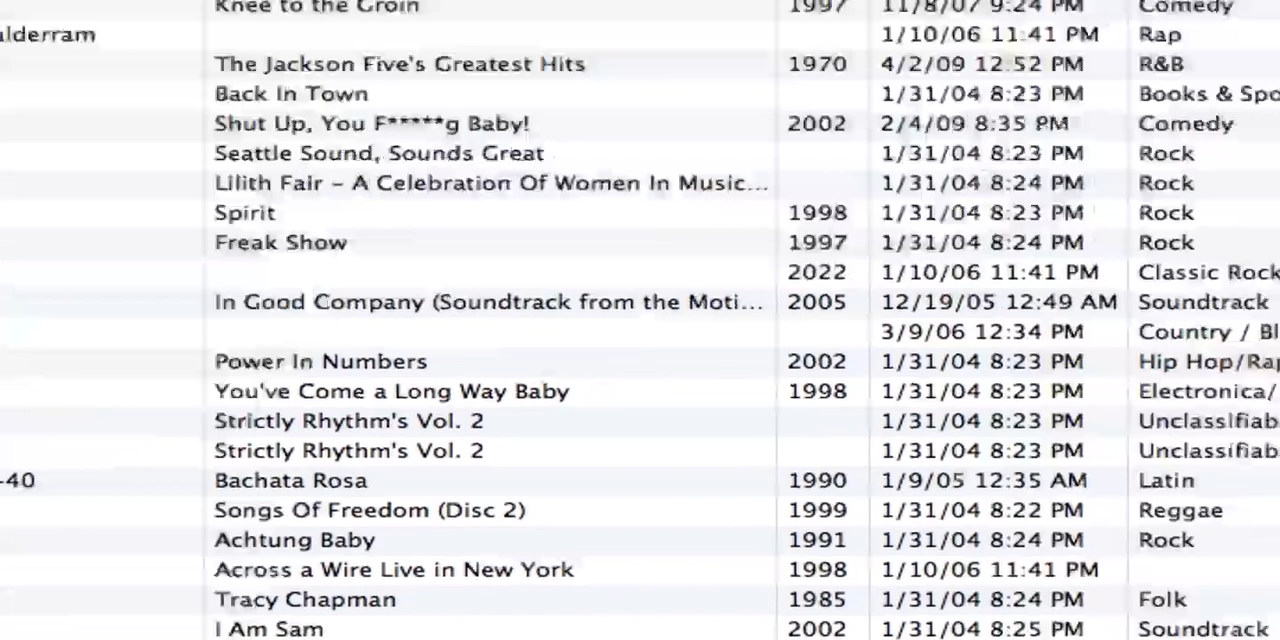 Knee to the Groin 1997 11/8/07 9:24 PM Comedy
alderram 1/10/06 11:41 PM Rap
The Jackson Five's Greatest Hits 1970 4/2/09 12:52 PM R&B
Back In Town 1/31/04 8:23 PM Books & Spo
Shut Up, You F*****g Baby! 2002 2/4/09 8:35 PM Comedy
Seattle Sound, Sounds Great 1/31/04 8:23 PM Rock
Lilith Fair – A Celebration Of Women In Music... 1/31/04 8:24 PM Rock
Spirit 1998 1/31/04 8:23 PM Rock
Freak Show 1997 1/31/04 8:24 PM Rock
2022 1/10/06 11:41 PM Classic Rock
In Good Company (Soundtrack from the Moti... 2005 12/19/05 12:49 AM Soundtrack
3/9/06 12:34 PM Country / Bl
Power In Numbers 2002 1/31/04 8:23 PM Hip Hop/Rap
You've Come a Long Way Baby 1998 1/31/04 8:23 PM Electronica/
Strictly Rhythm's Vol. 2 1/31/04 8:23 PM Unclassifiab
Strictly Rhythm's Vol. 2 1/31/04 8:23 PM Unclassifiab
-40 Bachata Rosa 1990 1/9/05 12:35 AM Latin
Songs Of Freedom (Disc 2) 1999 1/31/04 8:22 PM Reggae
Achtung Baby 1991 1/31/04 8:24 PM Rock
Across a Wire Live in New York 1998 1/10/06 11:41 PM
Tracy Chapman 1985 1/31/04 8:24 PM Folk
I Am Sam 2002 1/31/04 8:25 PM Soundtrack